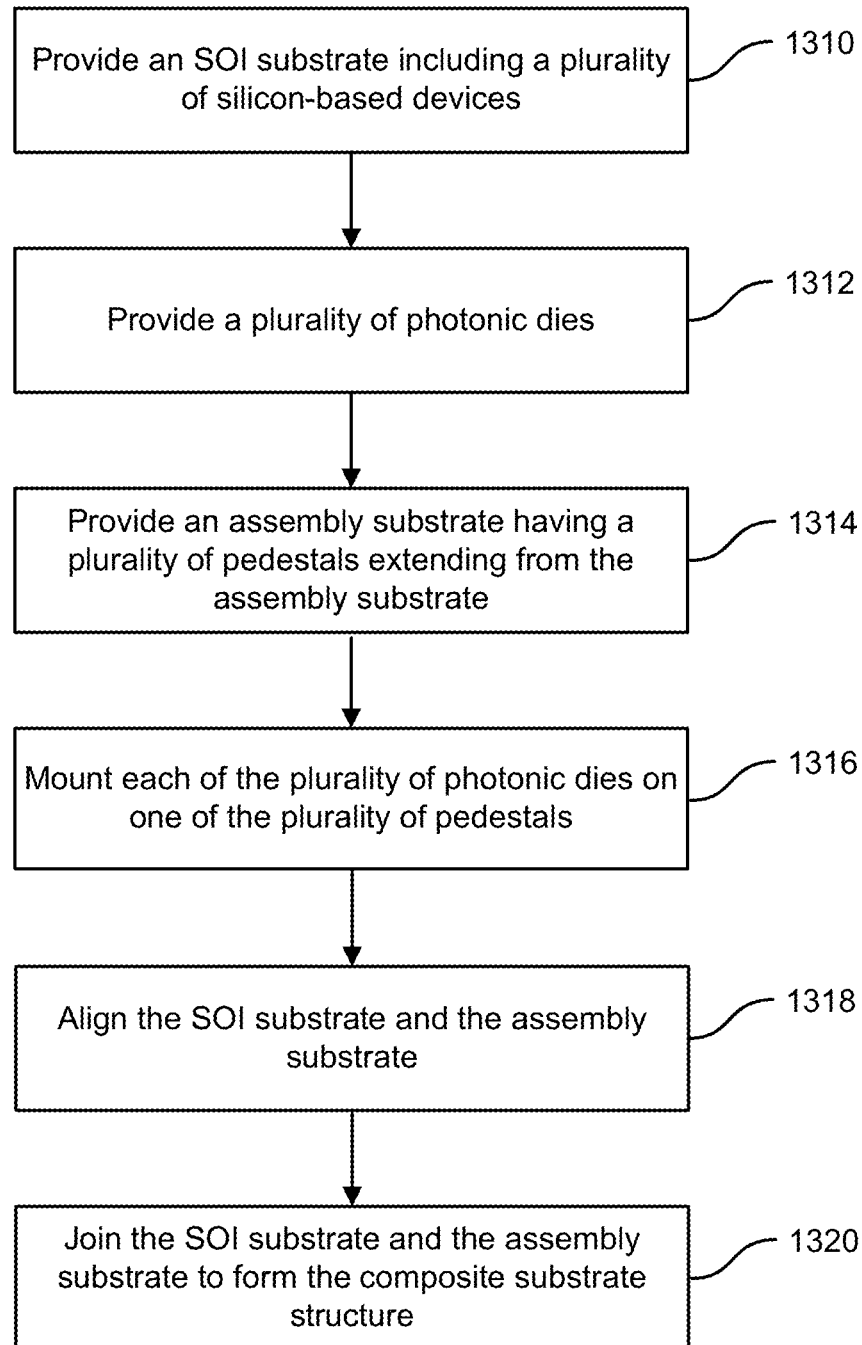 Provide an SOI substrate including a plurality
of silicon-based devices
1310
Provide a plurality of photonic dies
1312
Provide an assembly substrate having a
plurality of pedestals extending from the
assembly substrate
1314
Mount each of the plurality of photonic dies on
one of the plurality of pedestals
1316
Align the SOI substrate and the assembly
substrate
1318
Join the SOI substrate and the assembly
substrate to form the composite substrate
structure
1320